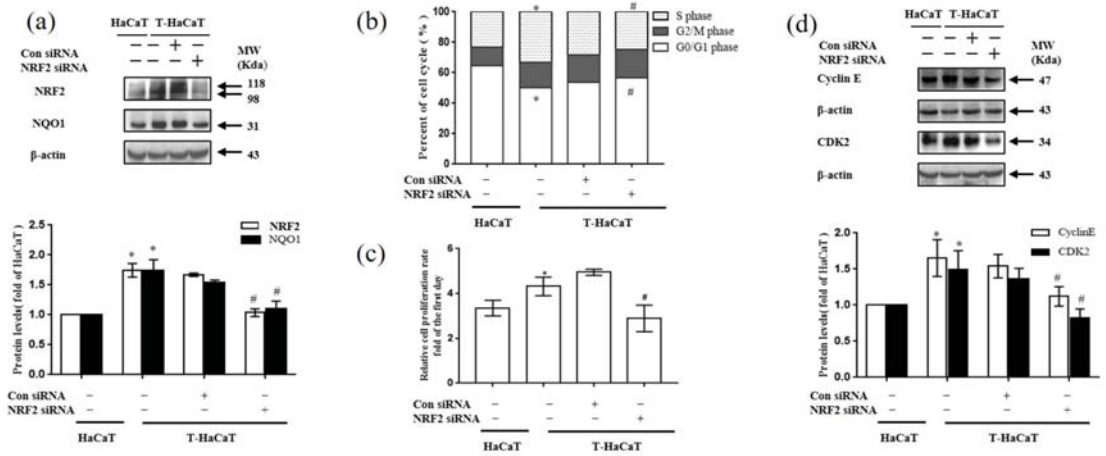 (a)
HaCaT T-HaCaT
Con siRNA – – + –
NRF2 siRNA – – – +
MW
(Kda)
NRF2
118
98
NQO1
31
β-actin
43
Protein levels( fold of HaCaT)
2.5
2.0
1.5
1.0
0.5
0.0
NRF2
NQO1
* *
# #
Con siRNA – – + –
NRF2 siRNA – – – +
HaCaT T-HaCaT
(b)
Percent of cell cycle ( % )
100
80
60
40
20
0
* #
* #
S phase
G2/M phase
G0/G1 phase
Con siRNA – – + –
NRF2 siRNA – – – +
HaCaT T-HaCaT
(c)
Relative cell proliferation rate
fold of the first day
6
4
2
0
* #
Con siRNA – – + –
NRF2 siRNA – – – +
HaCaT T-HaCaT
(d)
HaCaT T-HaCaT
Con siRNA – – + –
NRF2 siRNA – – – +
MW
(Kda)
Cyclin E
47
β-actin
43
CDK2
34
β-actin
43
Protein levels( fold of HaCaT)
2.0
1.5
1.0
0.5
0.0
CyclinE
CDK2
* *
# #
Con siRNA – – + –
NRF2 siRNA – – – +
HaCaT T-HaCaT